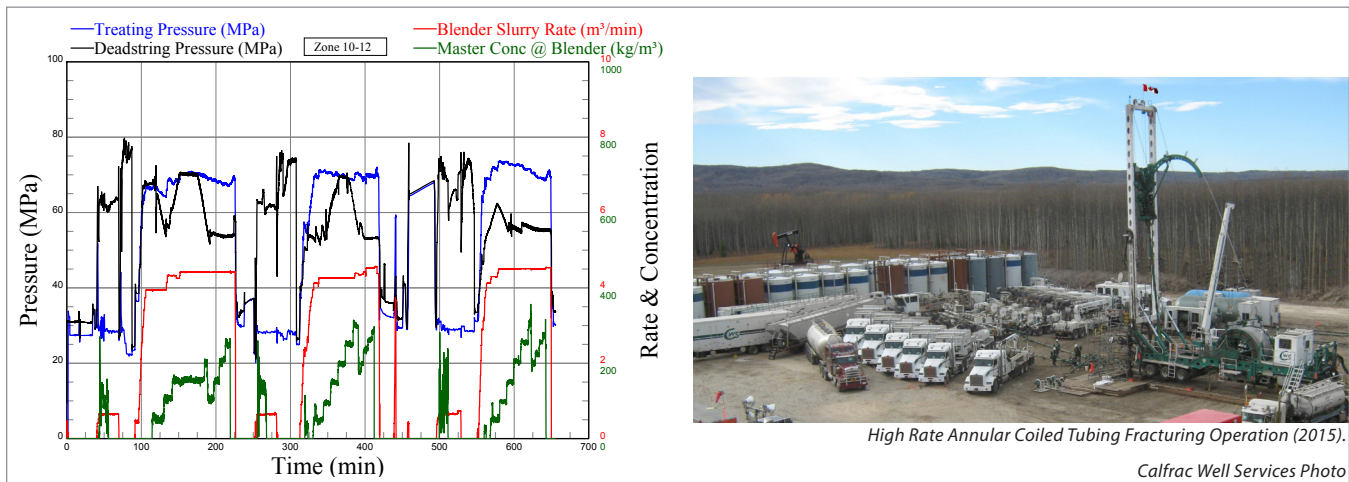 Treating Pressure (MPa)
Blender Slurry Rate (m³/min)
Deadstring Pressure (MPa)
Zone 10-12
Master Conc @ Blender (kg/m³)
100
80
60
40
20
0
Pressure (MPa)
0
100
200
300
400
500
600
700
Time (min)
10
1000
8
800
6
600
4
400
2
200
0
0
Rate & Concentration
High Rate Annular Coiled Tubing Fracturing Operation (2015).
Calfrac Well Services Photo